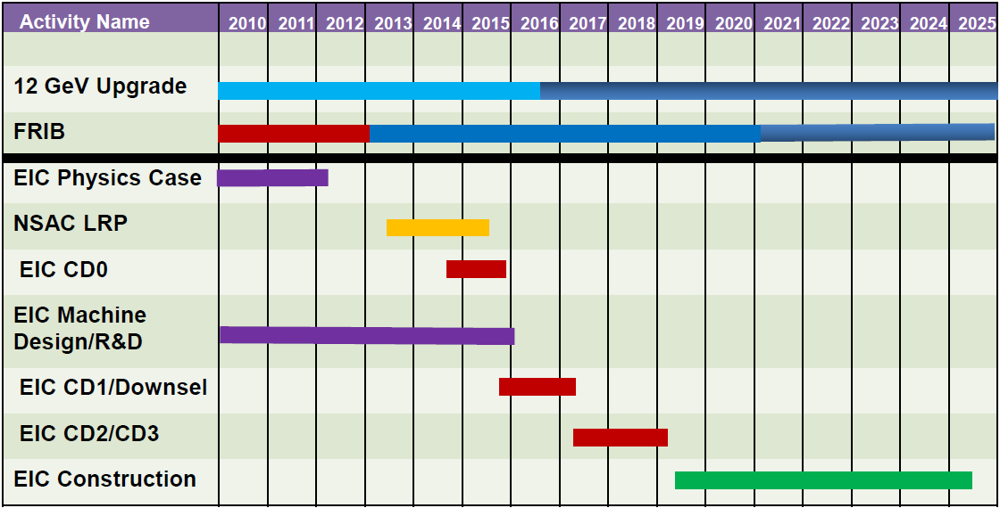 Activity Name 2010 2011 2012 2013 2014 2015 2016 2017 2018 2019 2020 2021 2022 2023 2024 2025
12 GeV Upgrade
FRIB
EIC Physics Case
NSAC LRP
EIC CD0
EIC Machine
Design/R&D
EIC CD1/Downsel
EIC CD2/CD3
EIC Construction